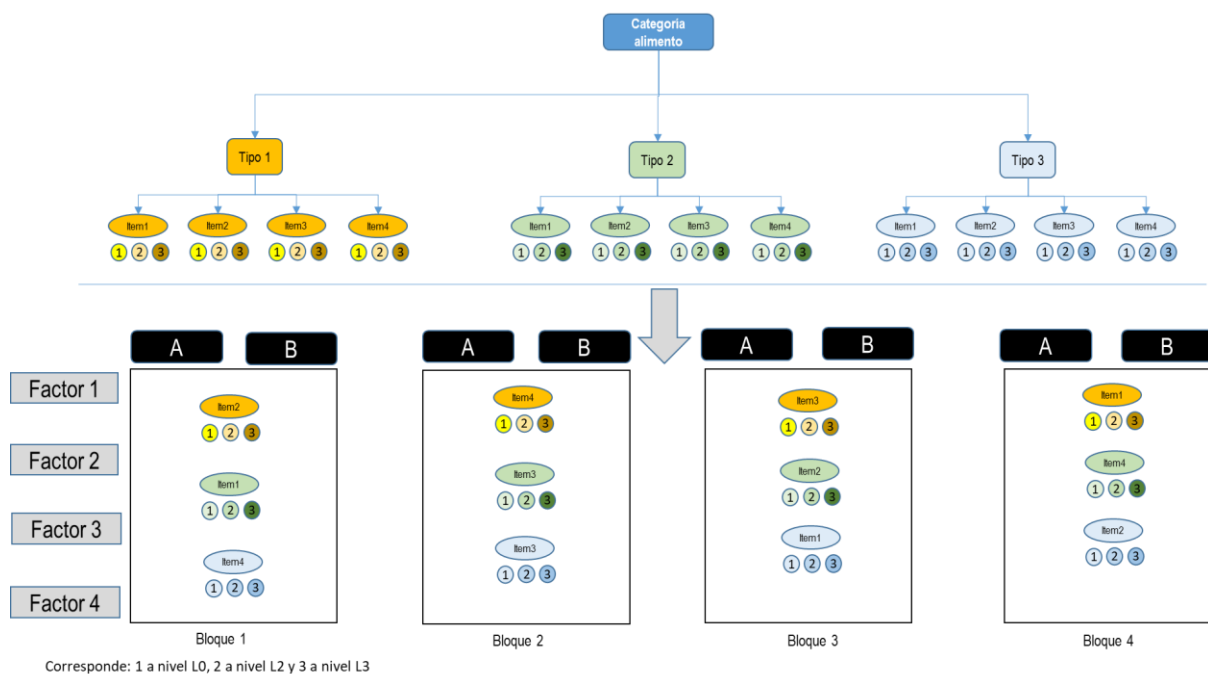 Categoria
alimento
Tipo 1
Tipo 2
Tipo 3
Item1 Item2 Item3 Item4
Item1 Item2 Item3 Item4
Item1 Item2 Item3 Item4
1 2 3 1 2 3 1 2 3 1 2 3
1 2 3 1 2 3 1 2 3 1 2 3
1 2 3 1 2 3 1 2 3 1 2 3
A B
A B
A B
A B
Factor 1
Factor 2
Factor 3
Factor 4
Item2
1 2 3
Item1
1 2 3
Item4
1 2 3
Bloque 1
Item4
1 2 3
Item3
1 2 3
Item3
1 2 3
Bloque 2
Item3
1 2 3
Item2
1 2 3
Item1
1 2 3
Bloque 3
Item1
1 2 3
Item4
1 2 3
Item2
1 2 3
Bloque 4
Corresponde: 1 a nivel L0, 2 a nivel L2 y 3 a nivel L3